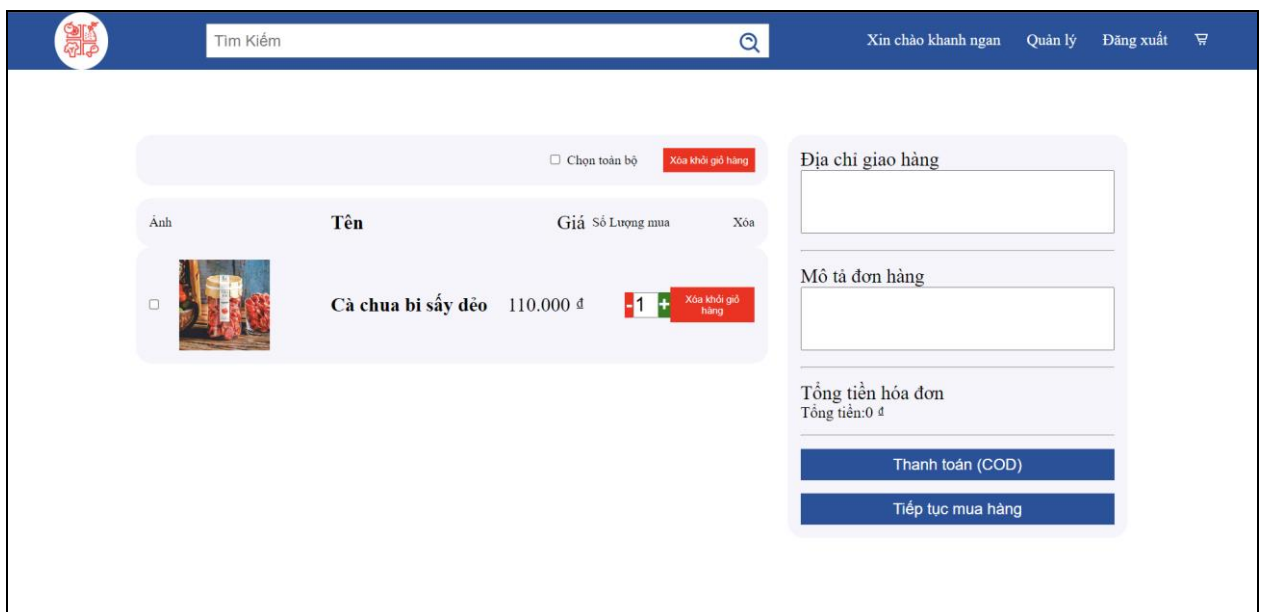 Tìm Kiếm
Xin chào khanh ngan Quản lý Đăng xuất
Chọn toàn bộ Xóa khỏi giỏ hàng
Ảnh Tên Giá Số Lượng mua Xóa
Cà chua bi sấy dẻo 110.000 đ - 1 + Xóa khỏi giỏ
hàng
Địa chỉ giao hàng
Mô tả đơn hàng
Tổng tiền hóa đơn
Tổng tiền:0 đ
Thanh toán (COD)
Tiếp tục mua hàng